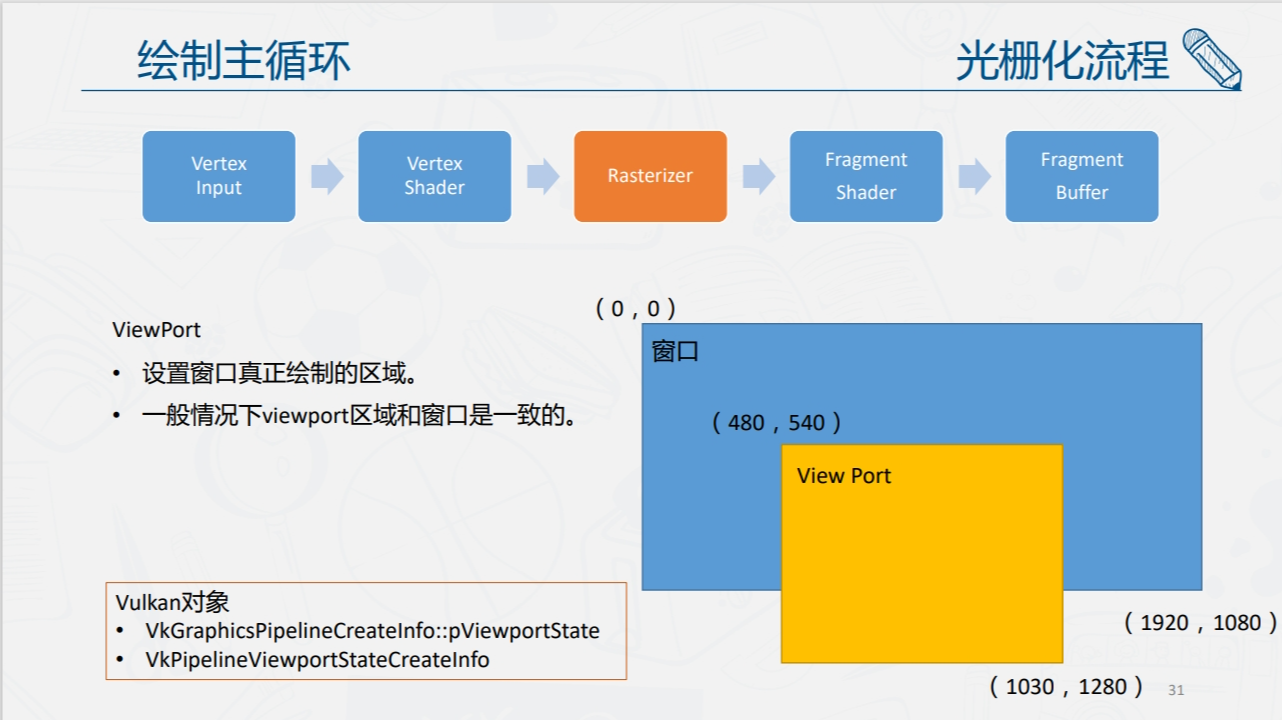 绘制主循环
光栅化流程
Vertex
Input
Vertex
Shader
Rasterizer
Fragment
Shader
Fragment
Buffer
ViewPort
• 设置窗口真正绘制的区域。
• 一般情况下viewport区域和窗口是一致的。
Vulkan对象
• VkGraphicsPipelineCreateInfo::pViewportState
• VkPipelineViewportStateCreateInfo
( 0 , 0 )
窗口
( 480 , 540 )
View Port
( 1920 , 1080 )
( 1030 , 1280 )
31